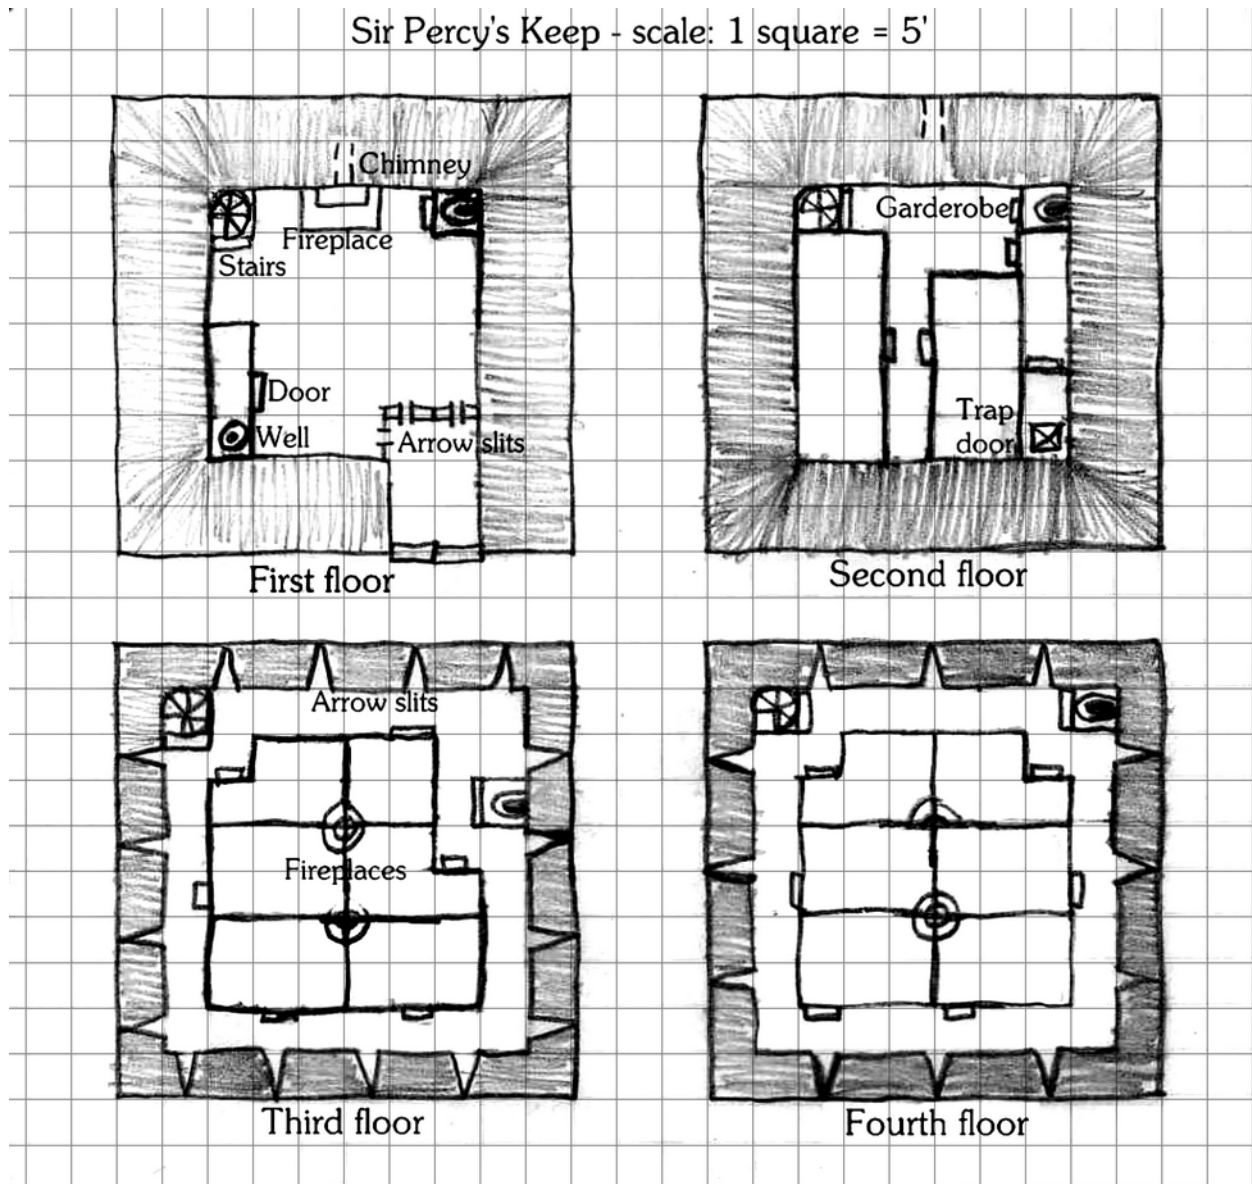 Sir Percy's Keep - scale: 1 square = 5'
Chimney
Fireplace
Stairs
Door
Well
Arrow slits
First floor
Garderobe
Trap
door
Second floor
Arrow slits
Fireplaces
Third floor
Fourth floor